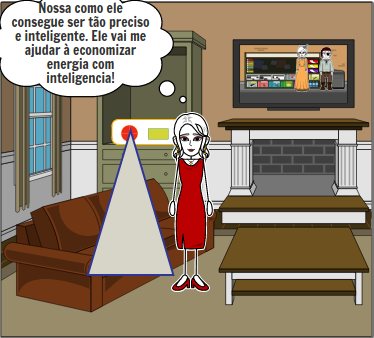 Nossa como ele
consegue ser tão preciso
e inteligente. Ele vai me
ajudar à economizar
energia com
inteligencia!